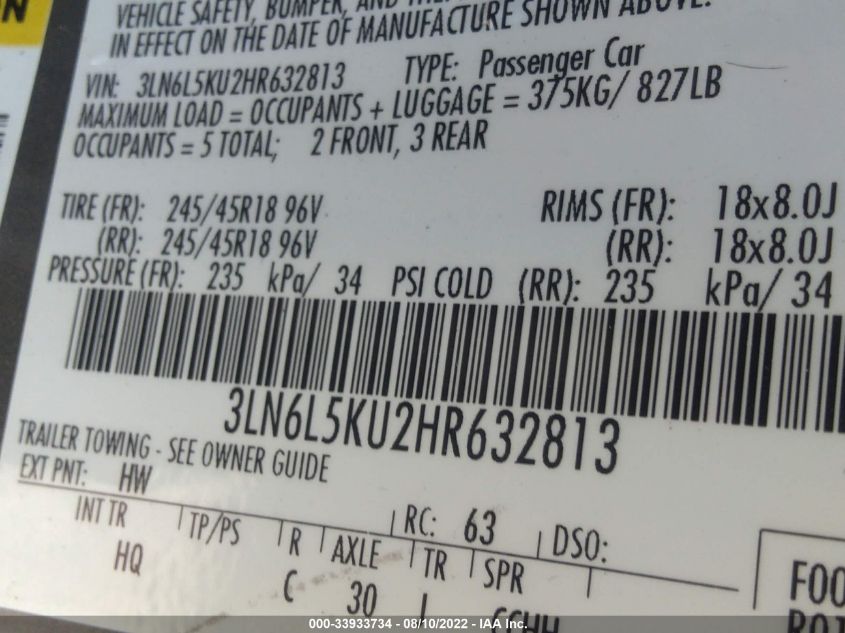 ON
VEHICLE SAFETY, BUMPER, AND
IN EFFECT ON THE DATE OF MANUFACTURE SHOWN ABOVE.
VIN: 3LN6L5KU2HR632813 TYPE: Passenger Car
MAXIMUM LOAD = OCCUPANTS + LUGGAGE = 375KG/ 827LB
OCCUPANTS = 5 TOTAL; 2 FRONT, 3 REAR
TIRE (FR): 245/45R18 96V RIMS (FR): 18x8.0J
(RR): 245/45R18 96V (RR): 18x8.0J
PRESSURE (FR): 235 kPa/ 34 PSI COLD (RR): 235 kPa/ 34
3LN6L5KU2HR632813
TRAILER TOWING - SEE OWNER GUIDE
EXT PNT: HW RC: 63 DSO:
INT TR TP/PS R AXLE TR SPR
HQ C 30
FOO
000-33933734 - 08/10/2022 - IAA Inc.